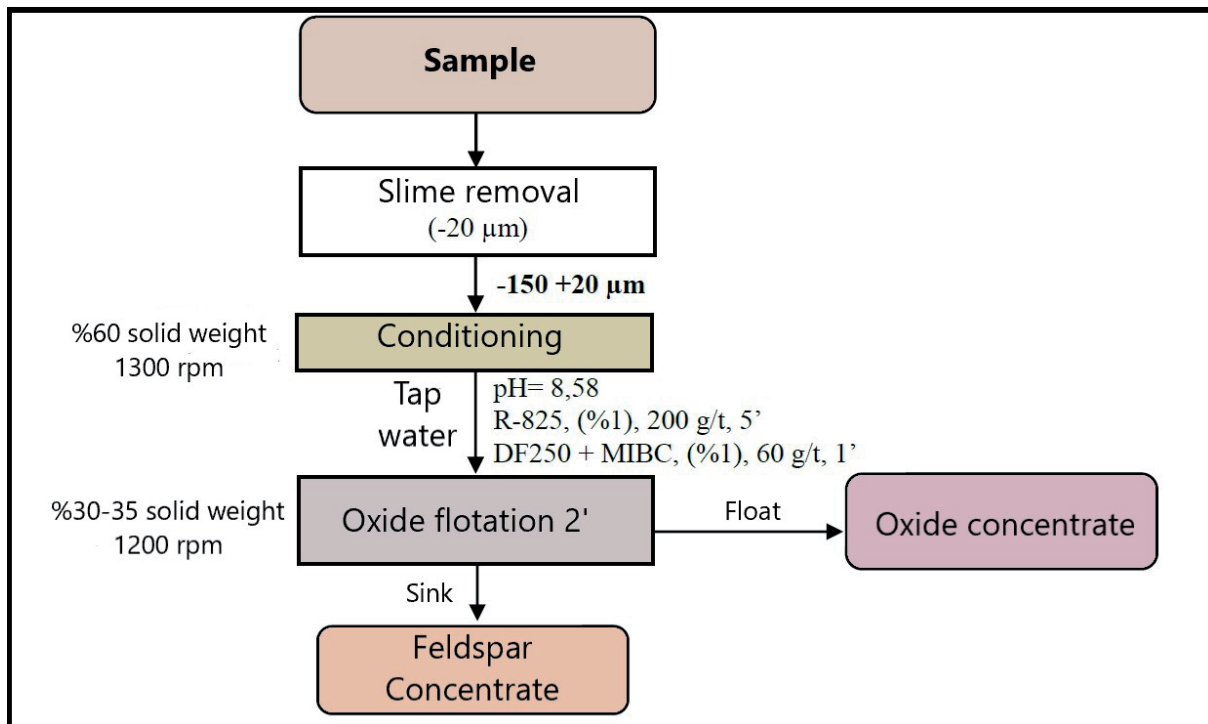 Sample
Slime removal
(-20 µm)
-150 +20 µm
%60 solid weight
1300 rpm
Conditioning
Tap
water
pH= 8,58
R-825, (%1), 200 g/t, 5’
DF250 + MIBC, (%1), 60 g/t, 1’
%30-35 solid weight
1200 rpm
Oxide flotation 2'
Float
Oxide concentrate
Sink
Feldspar
Concentrate